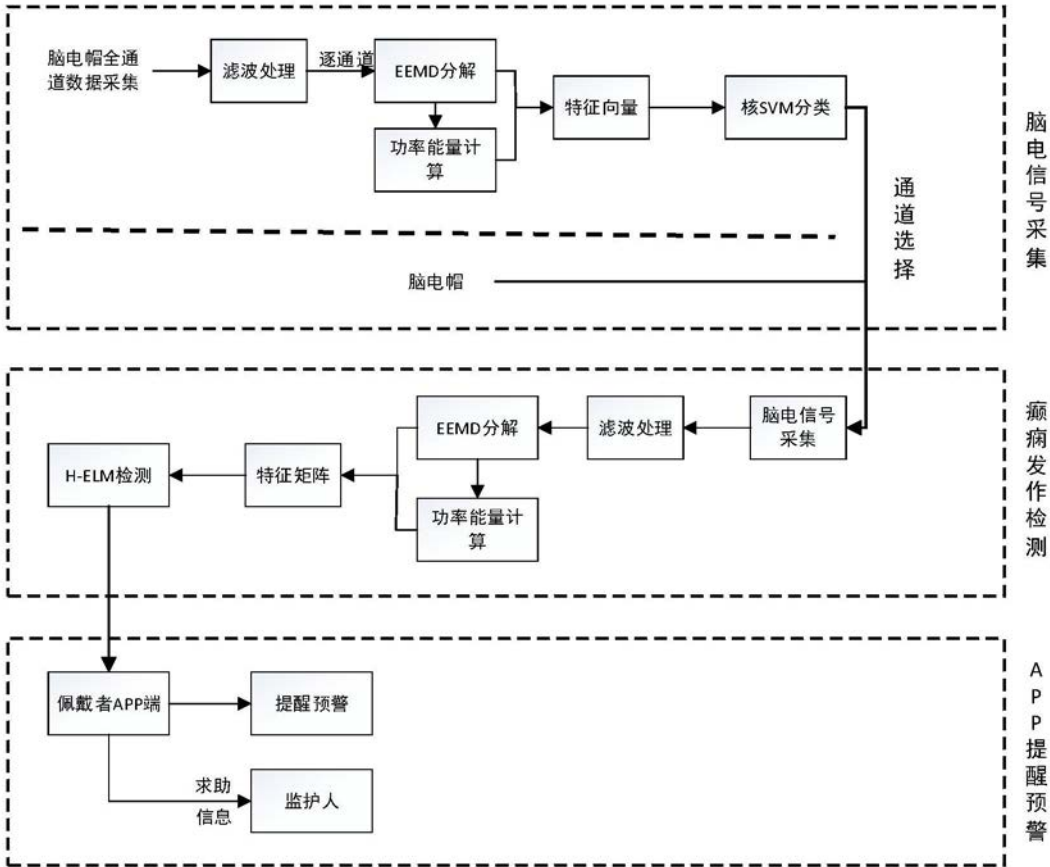 脑电帽全通
道数据采集
滤波处理
逐通道
EEMD分解
功率能量计
算
特征向量
核SVM分类
通道选择
脑电帽
脑电信号采集
脑电信号
采集
滤波处理
EEMD分解
功率能量计
算
特征矩阵
H-ELM检测
癫痫发作检测
佩戴者APP端
提醒预警
求助
信息
监护人
APP提醒预警